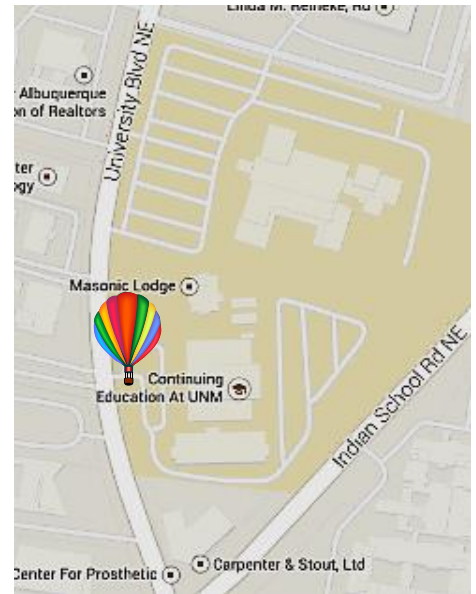 Linda M. Reineke, Rd
University Blvd NE
Albuquerque
on of Realtors
ter
ogy
Masonic Lodge
Continuing
Education At UNM
Indian School Rd NE
Carpenter & Stout, Ltd
Center For Prosthetic